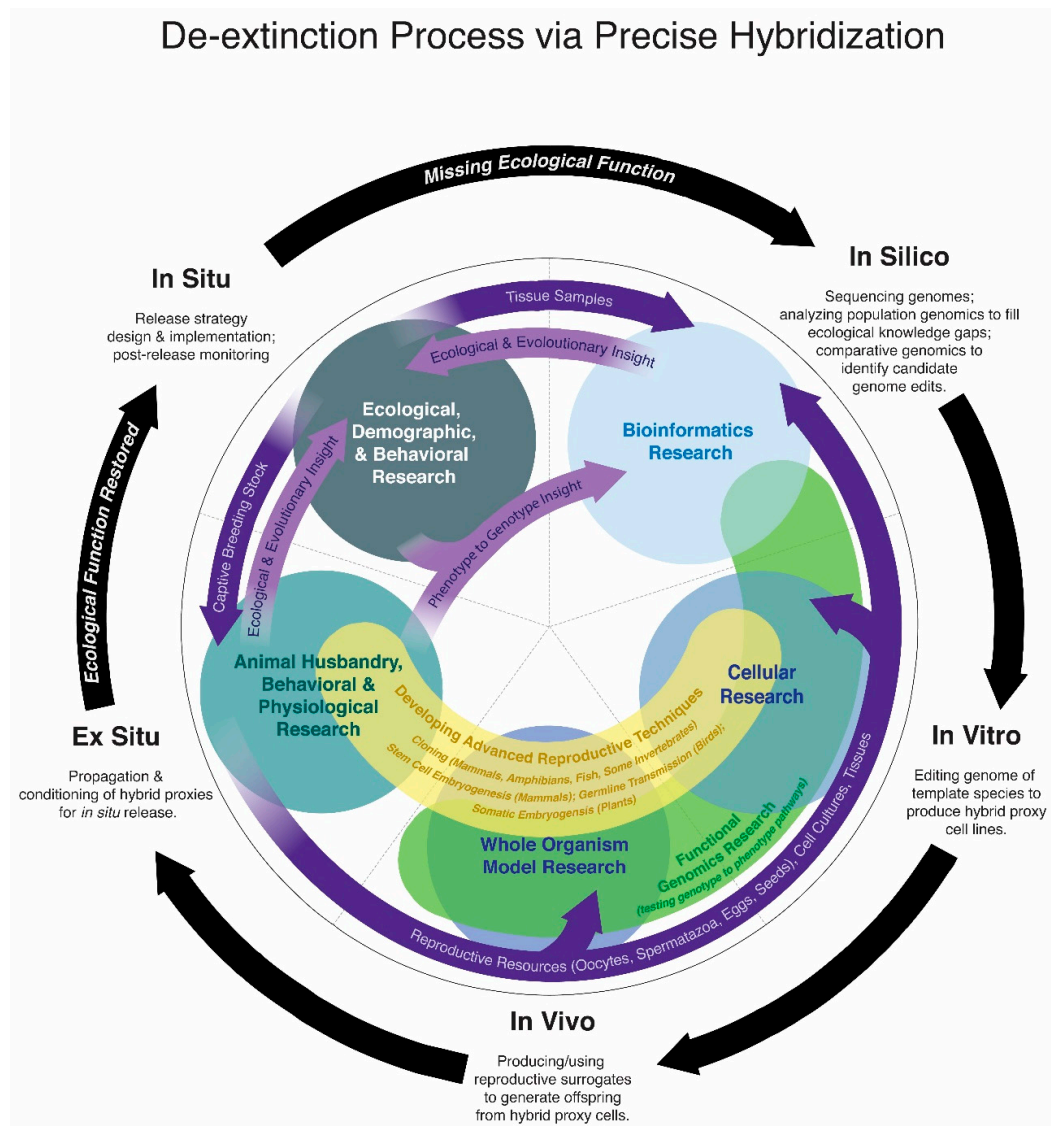 De-extinction Process via Precise Hybridization
Missing Ecological Function
In Situ
Release strategy
design & implementation;
post-release monitoring
In Silico
Sequencing genomes;
analyzing population genomics to fill
ecological knowledge gaps;
comparative genomics to
identify candidate
genome edits.
Tissue Samples
Ecological & Evoloutionary Insight
Ecological,
Demographic,
& Behavioral
Research
Bioinformatics
Research
Ecological Function Restored
Captive Breeding Stock
Ecological & Evolutionary Insight
Phenotype to Genotype Insight
Animal Husbandry,
Behavioral &
Physiological
Research
Cellular
Research
Developing Advanced Reproductive Techniques
Cloning (Mammals, Amphibians, Fish, Some Invertebrates)
Stem Cell Embryogenesis (Mammals); Germline Transmission (Birds);
Somatic Embryogenesis (Plants)
Whole Organism
Model Research
Functional
Genomics Research
(testing genotype to phenotype pathways)
Reproductive Resources (Oocytes, Spermatazoa, Eggs, Seeds), Cell Cultures, Tissues
Ex Situ
Propagation &
conditioning of hybrid proxies
for in situ release.
In Vitro
Editing genome of
template species to
produce hybrid proxy
cell lines.
In Vivo
Producing/using
reproductive surrogates
to generate offspring
from hybrid proxy cells.